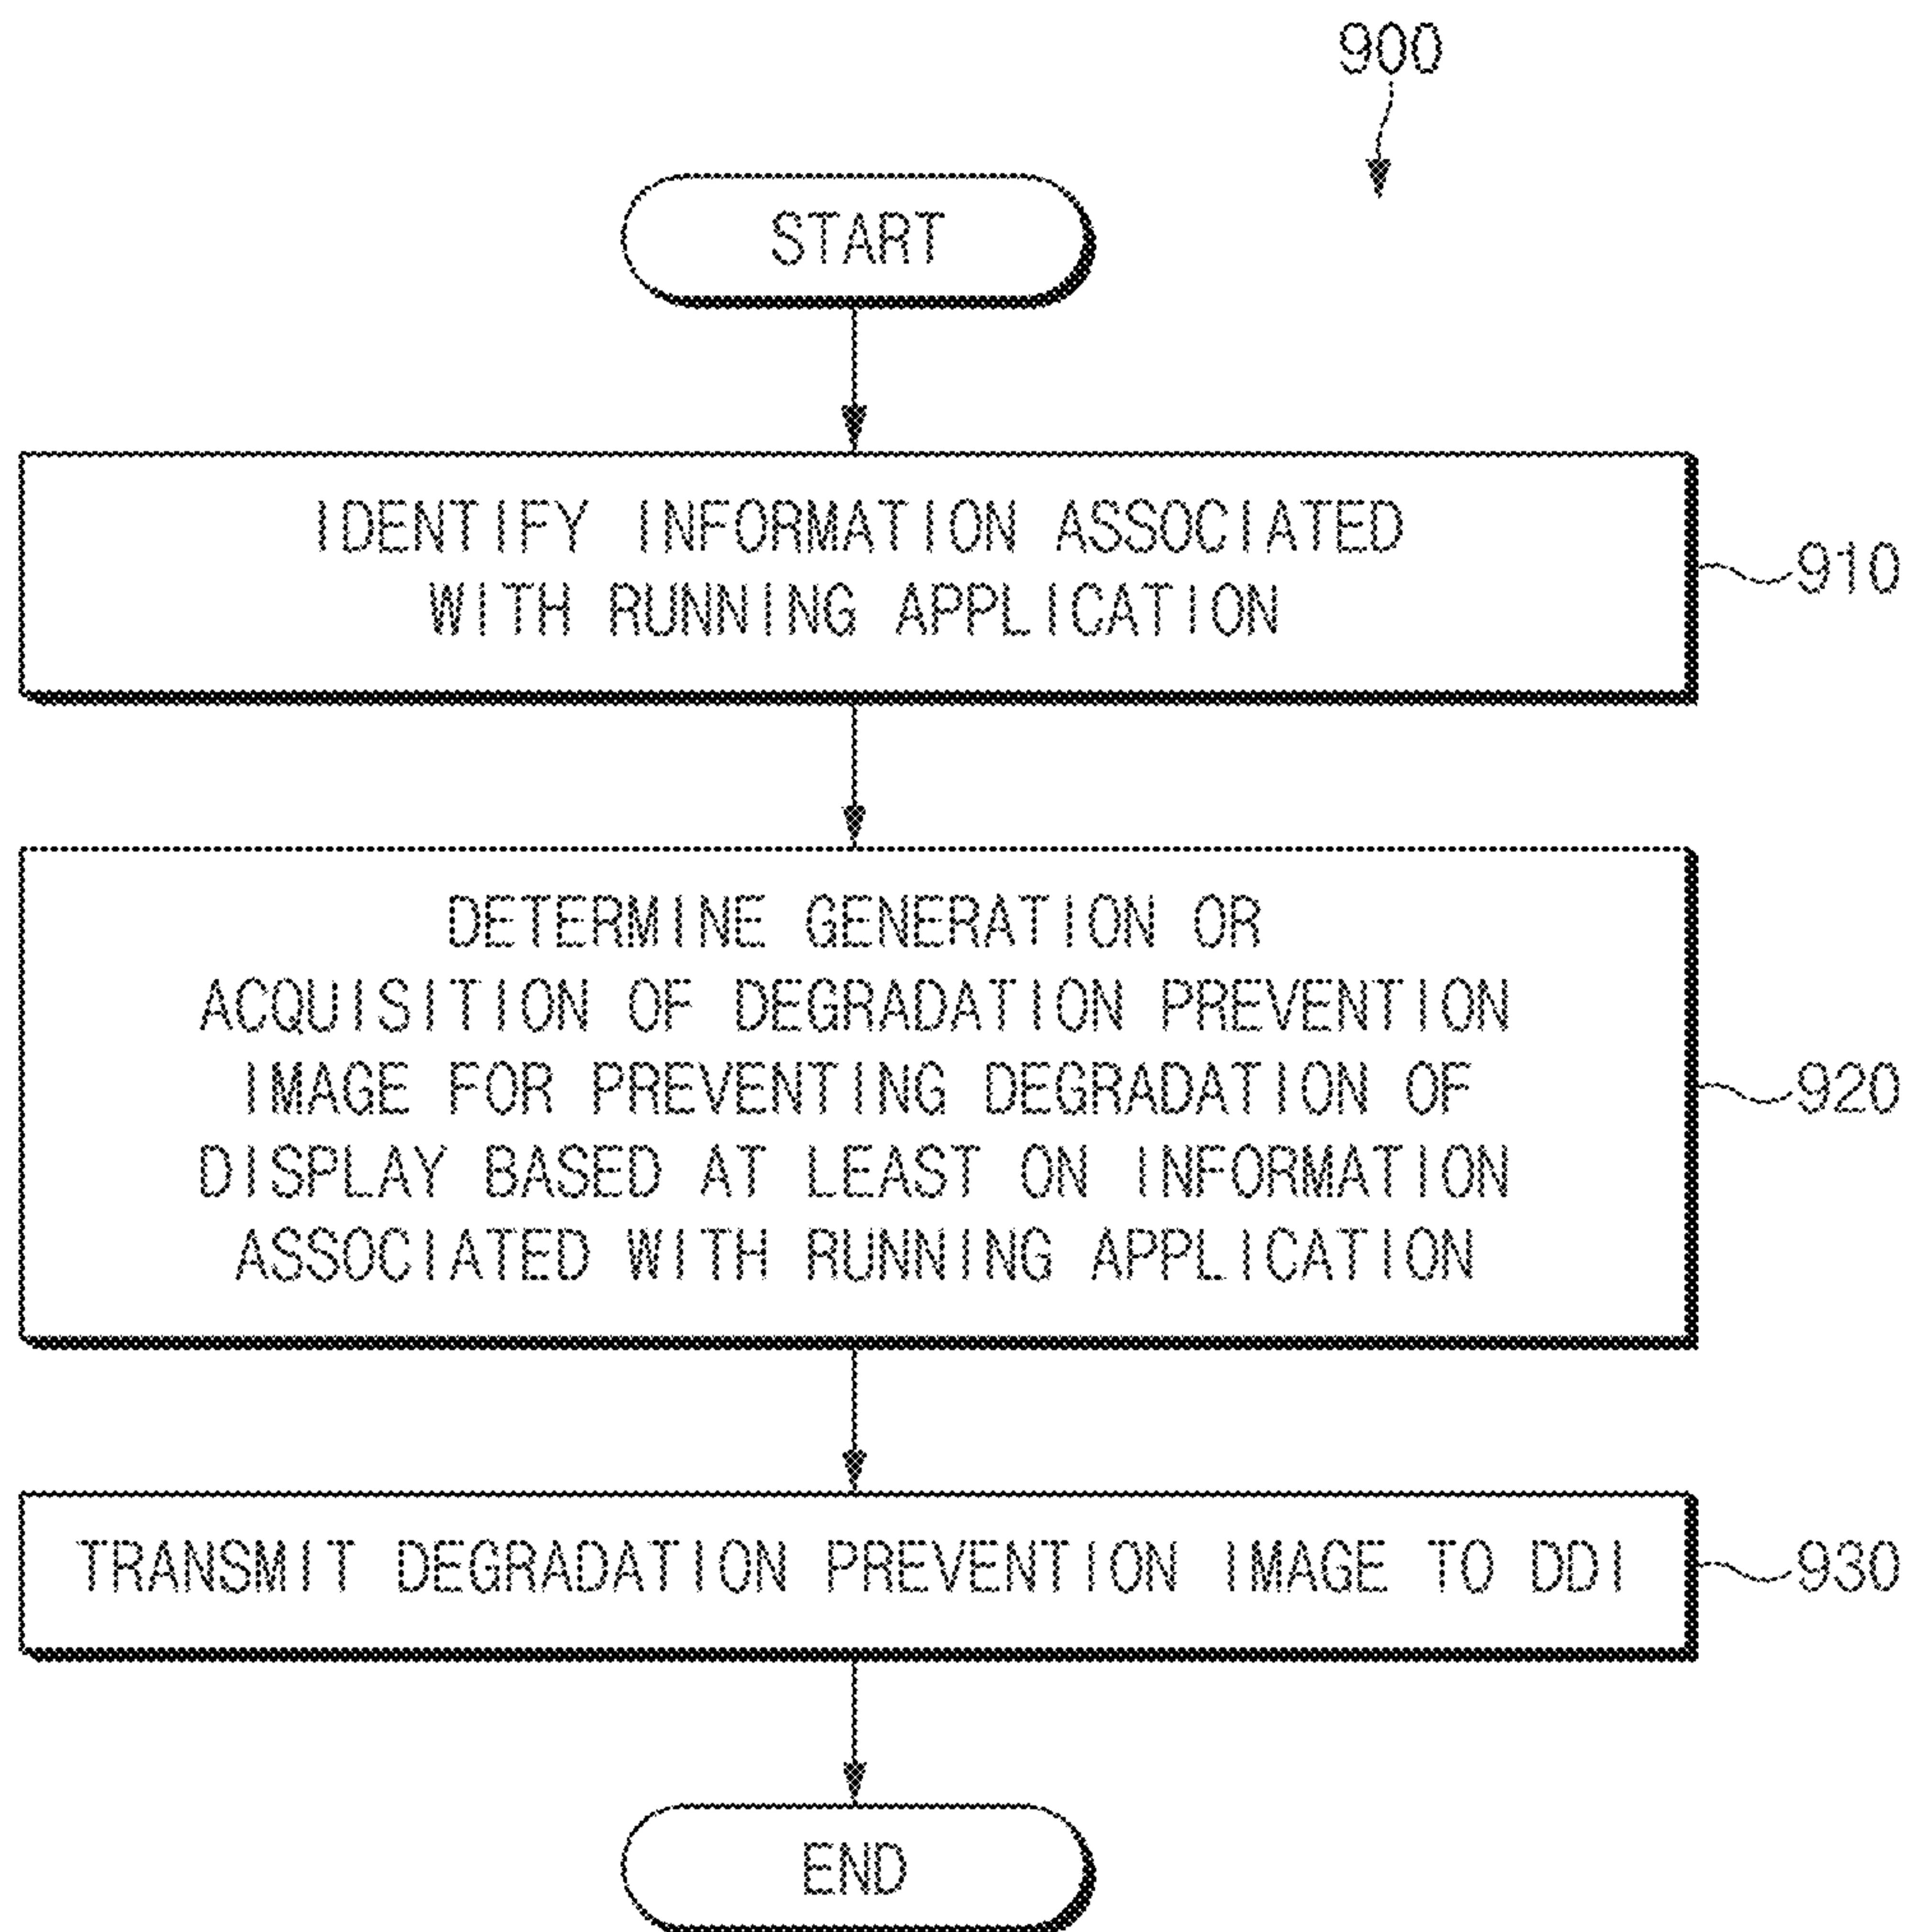 900
START
IDENTIFY INFORMATION ASSOCIATED
WITH RUNNING APPLICATION
910
DETERMINE GENERATION OR
ACQUISITION OF DEGRADATION PREVENTION
IMAGE FOR PREVENTING DEGRADATION OF
DISPLAY BASED AT LEAST ON INFORMATION
ASSOCIATED WITH RUNNING APPLICATION
920
TRANSMIT DEGRADATION PREVENTION IMAGE TO DDI
930
END